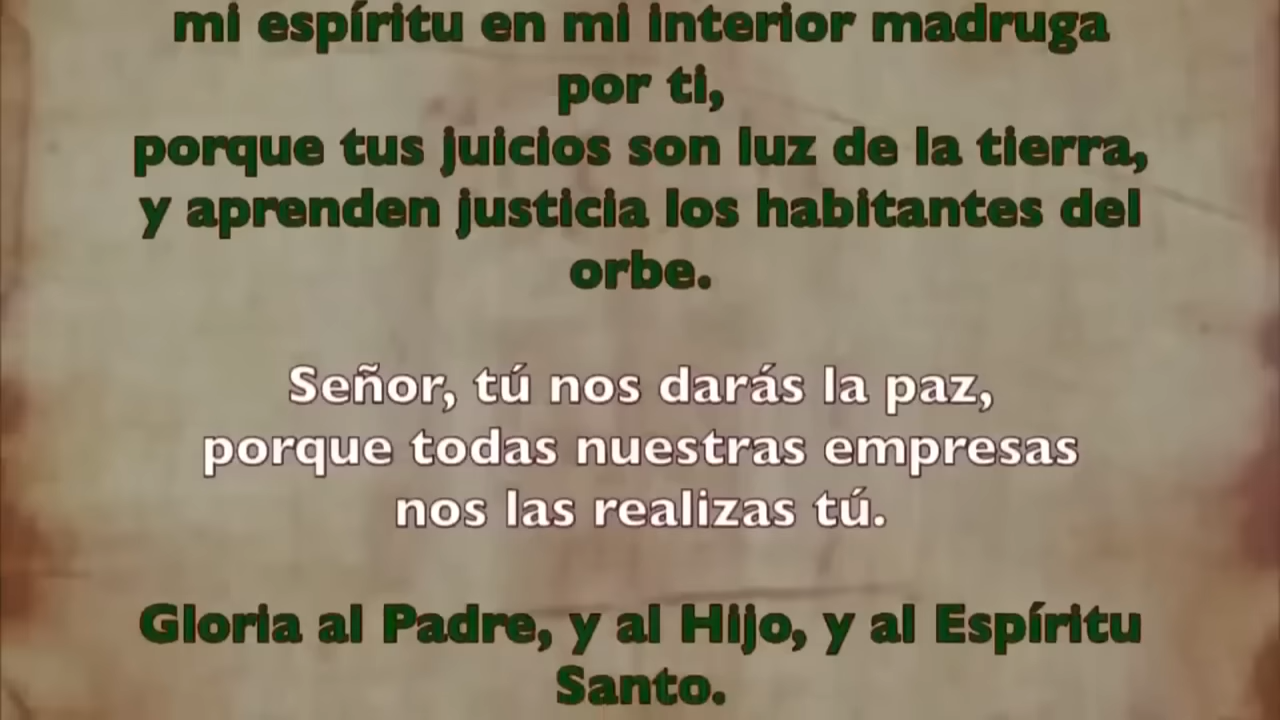 mi espíritu en mi interior madruga
por ti,
porque tus juicios son luz de la tierra,
y aprenden justicia los habitantes del
orbe.
Señor, tú nos darás la paz,
porque todas nuestras empresas
nos las realizas tú.
Gloria al Padre, y al Hijo, y al Espíritu
Santo.